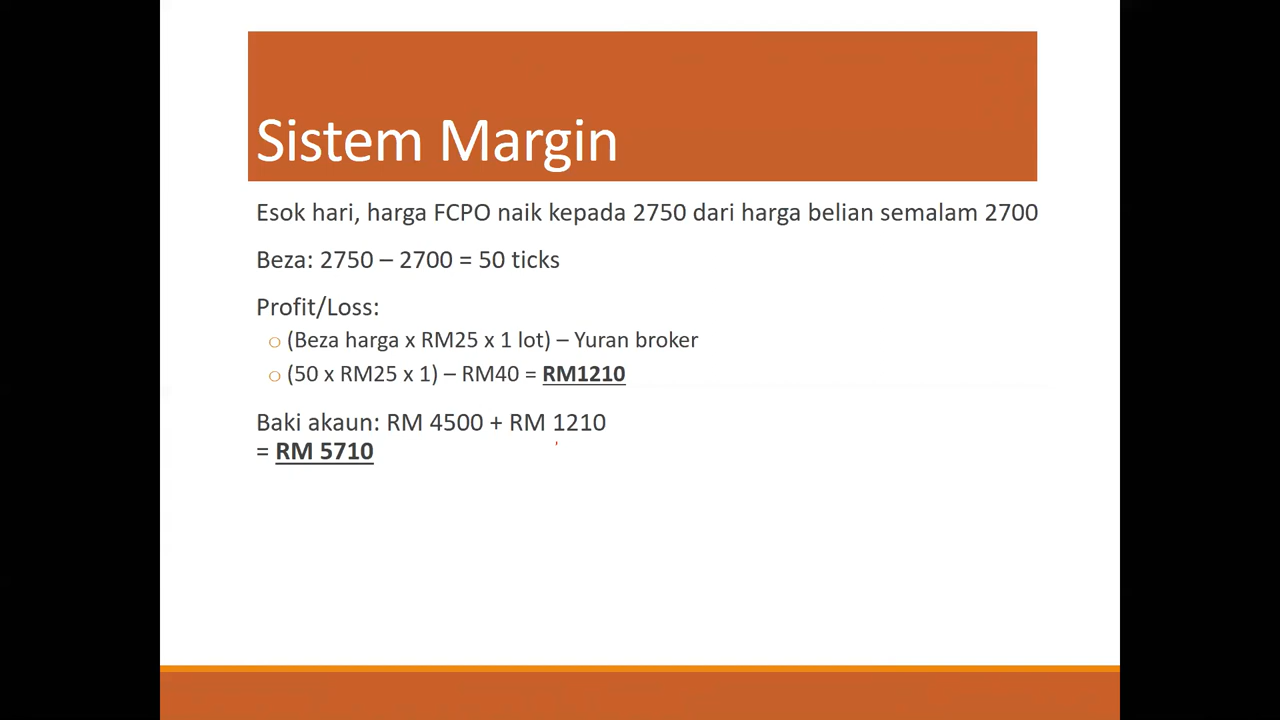 Sistem Margin
Esok hari, harga FCPO naik kepada 2750 dari harga belian semalam 2700
Beza: 2750 – 2700 = 50 ticks
Profit/Loss:
(Beza harga x RM25 x 1 lot) – Yuran broker
(50 x RM25 x 1) – RM40 = RM1210
Baki akaun: RM 4500 + RM 1210
= RM 5710